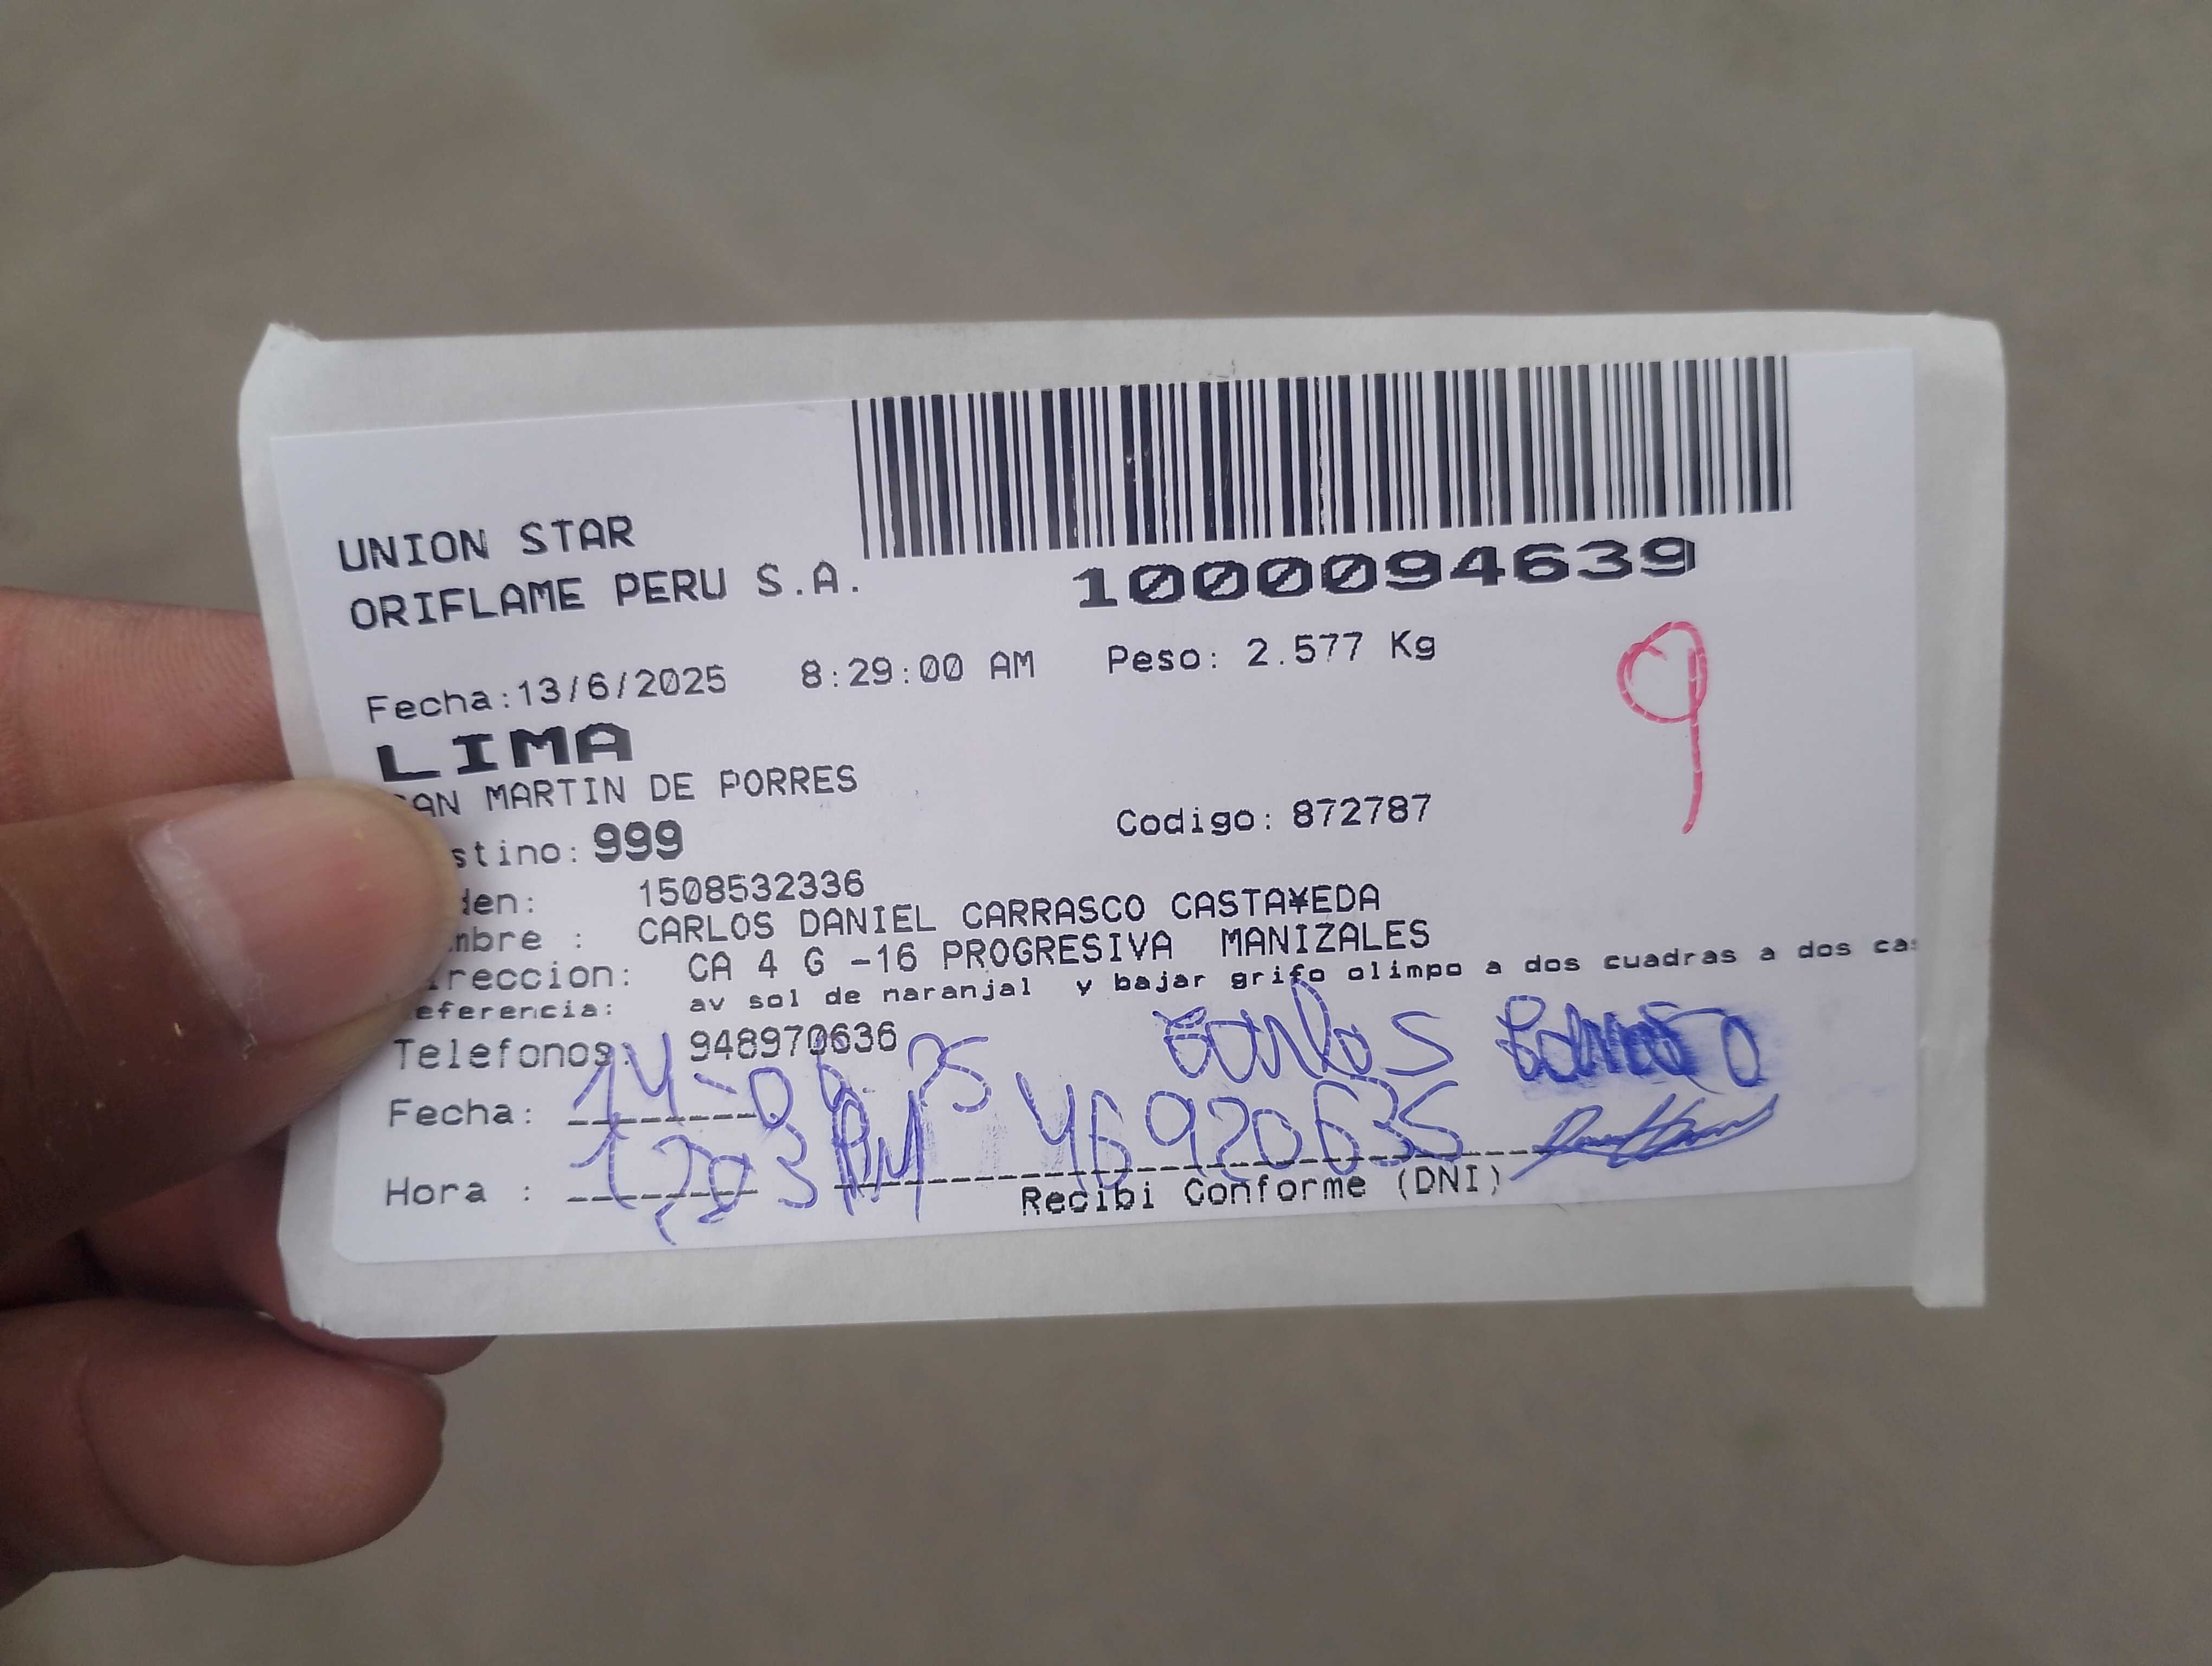 UNION STAR
ORIFLAME PERU S.A.
1000094639
Fecha:13/6/2025 8:29:00 AM Peso: 2.577 Kg
9
LIMA
AN MARTIN DE PORRES
stino: 999 Codigo: 872787
den: 1508532336
mbre : CARLOS DANIEL CARRASCO CASTA¥EDA
ireccion: CA 4 G -16 PROGRESIVA MANIZALES
eferencia: av sol de naranjal y bajar grifo olimpo a dos cuadras a dos cas
Telefonos: 948970636
Carlos
Fecha: 14-06-25 46920635
Hora : 1:03 PM
Recibi Conforme (DNI)